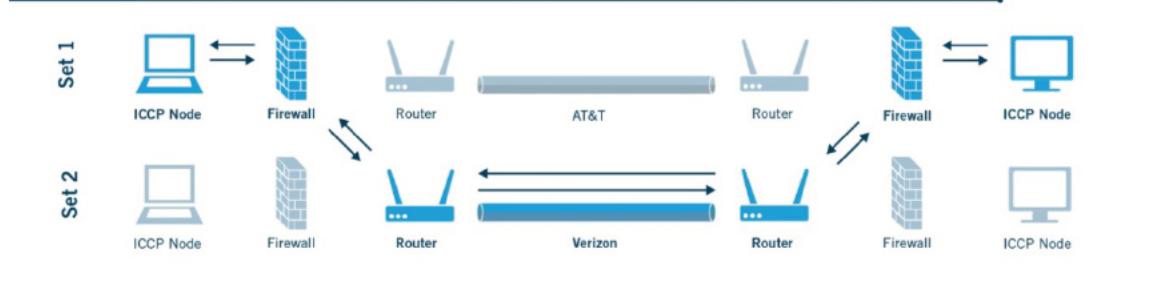 Set 1
ICCP Node
Firewall
Router
AT&T
Router
Firewall
ICCP Node
Set 2
ICCP Node
Firewall
Router
Verizon
Router
Firewall
ICCP Node